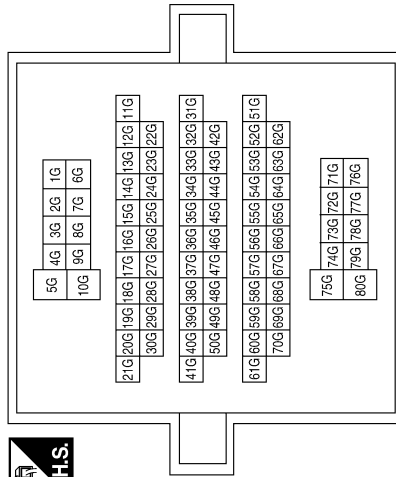 H.S.
5G 4G 3G 2G 1G
10G 9G 8G 7G 6G
21G 20G 19G 18G 17G 16G 15G 14G 13G 12G 11G
30G 29G 28G 27G 26G 25G 24G 23G 22G
41G 40G 39G 38G 37G 36G 35G 34G 33G 32G 31G
50G 49G 48G 47G 46G 45G 44G 43G 42G
61G 60G 59G 58G 57G 56G 55G 54G 53G 52G 51G
70G 69G 68G 67G 66G 65G 64G 63G 62G
75G 74G 73G 72G 71G
80G 79G 78G 77G 76G